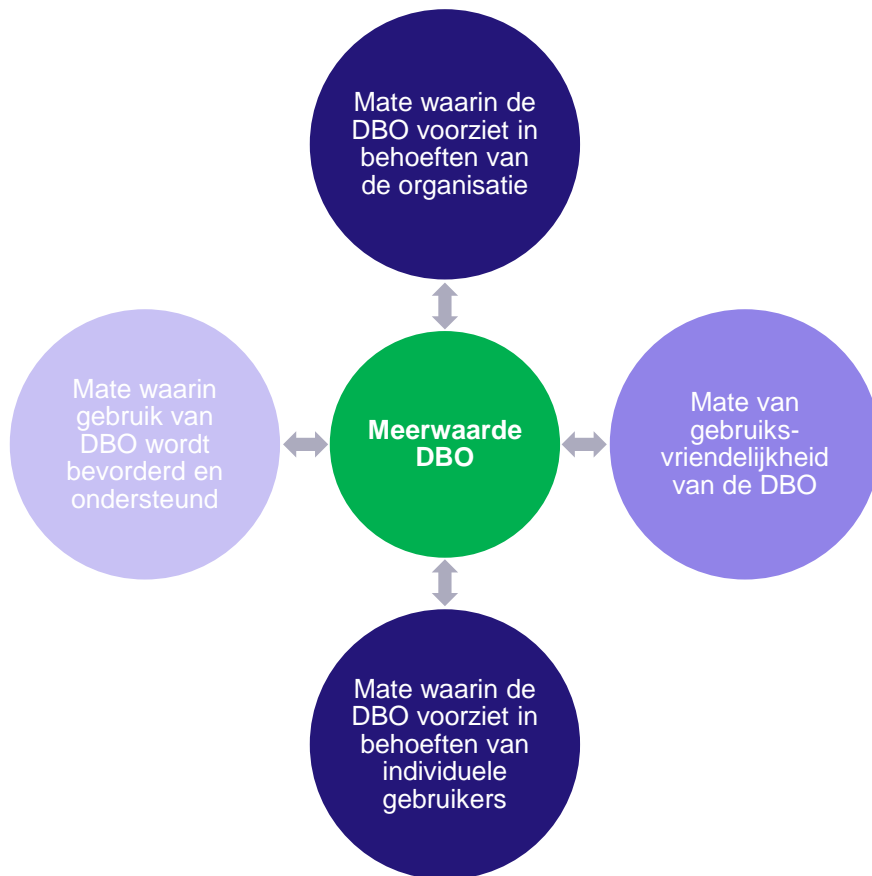 Mate waarin de
DBO voorziet in
behoeften van
de organisatie
Mate waarin
gebruik van
DBO wordt
bevorderd en
ondersteund
Meerwaarde
DBO
Mate van
gebruiks-
vriendelijkheid
van de DBO
Mate waarin de
DBO voorziet in
behoeften van
individuele
gebruikers